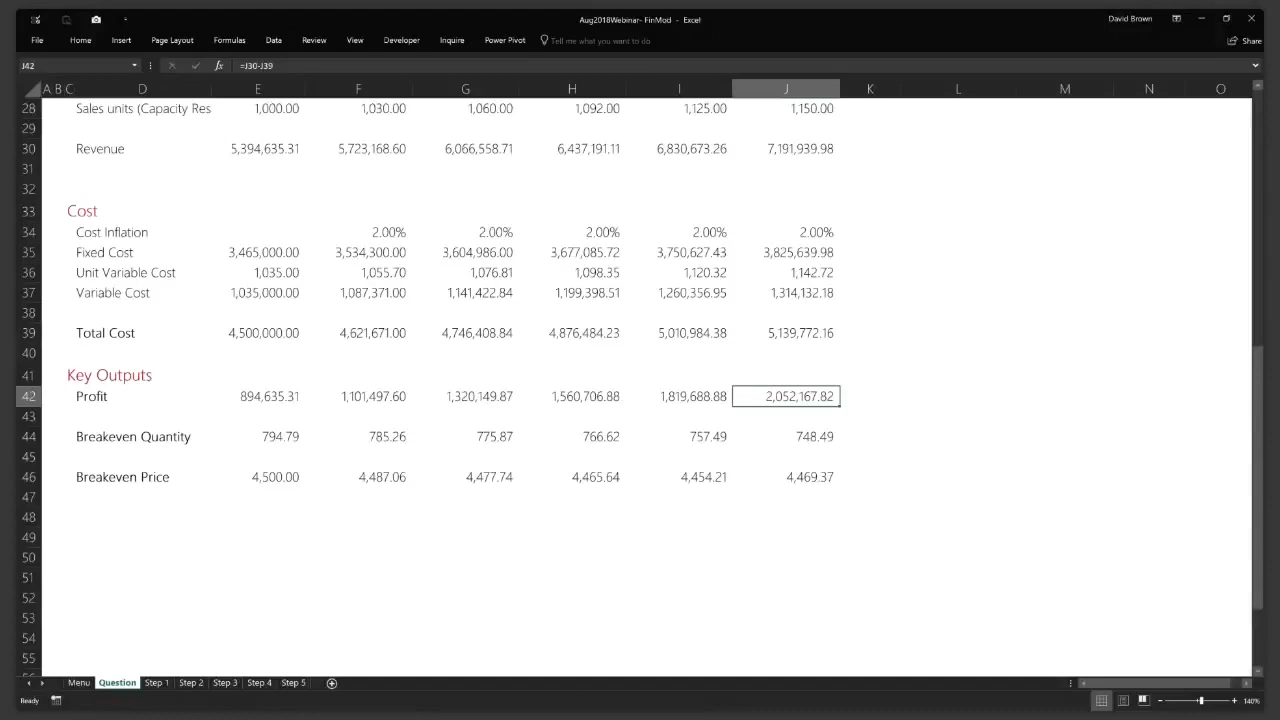 Aug2018Webinar- FinMod - Excel
David Brown
File Home Insert Page Layout Formulas Data Review View Developer Inquire Power Pivot Tell me what you want to do Share
J42 fx =J30-J39
A B C D E F G H I J K L M N O
28 Sales units (Capacity Res 1,000.00 1,030.00 1,060.00 1,092.00 1,125.00 1,150.00
29
30 Revenue 5,394,635.31 5,723,168.60 6,066,558.71 6,437,191.11 6,830,673.26 7,191,939.98
31
32
33 Cost
34 Cost Inflation 2.00% 2.00% 2.00% 2.00% 2.00%
35 Fixed Cost 3,465,000.00 3,534,300.00 3,604,986.00 3,677,085.72 3,750,627.43 3,825,639.98
36 Unit Variable Cost 1,035.00 1,055.70 1,076.81 1,098.35 1,120.32 1,142.72
37 Variable Cost 1,035,000.00 1,087,371.00 1,141,422.84 1,199,398.51 1,260,356.95 1,314,132.18
38
39 Total Cost 4,500,000.00 4,621,671.00 4,746,408.84 4,876,484.23 5,010,984.38 5,139,772.16
40
41 Key Outputs
42 Profit 894,635.31 1,101,497.60 1,320,149.87 1,560,706.88 1,819,688.88 2,052,167.82
43
44 Breakeven Quantity 794.79 785.26 775.87 766.62 757.49 748.49
45
46 Breakeven Price 4,500.00 4,487.06 4,477.74 4,465.64 4,454.21 4,469.37
47
48
49
50
51
52
53
54
55
Menu Question Step 1 Step 2 Step 3 Step 4 Step 5
Ready 140%